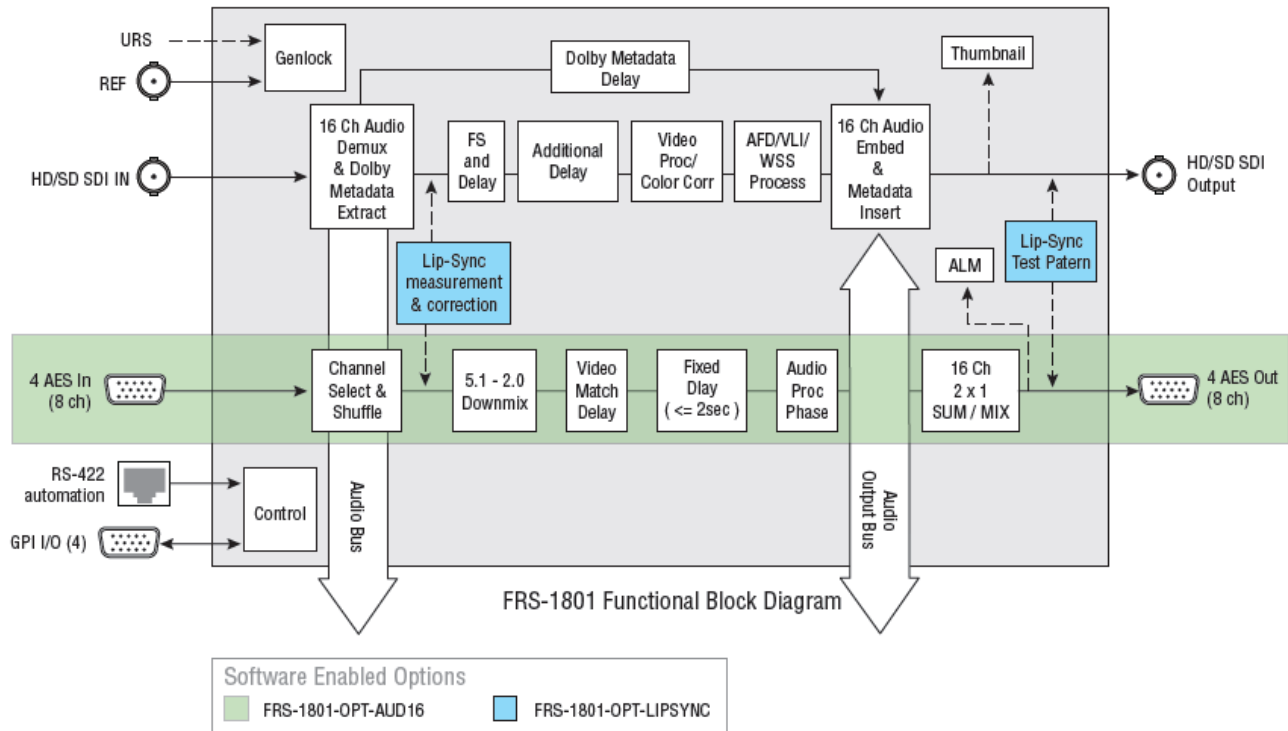 URS
REF
Genlock
Dolby Metadata
Delay
Thumbnail
HD/SD SDI IN
16 Ch Audio
Demux
& Dolby
Metadata
Extract
FS
and
Delay
Additional
Delay
Video
Proc/
Color Corr
AFD/VLI/
WSS
Process
16 Ch Audio
Embed
&
Metadata
Insert
HD/SD SDI
Output
Lip-Sync
measurement
& correction
ALM
Lip-Sync
Test Patern
4 AES In
(8 ch)
Channel
Select &
Shuffle
5.1 - 2.0
Downmix
Video
Match
Delay
Fixed
Dlay
( <= 2sec )
Audio
Proc
Phase
16 Ch
2 x 1
SUM / MIX
4 AES Out
(8 ch)
RS-422
automation
GPI I/O (4)
Control
Audio Bus
Audio
Output Bus
FRS-1801 Functional Block Diagram
Software Enabled Options
FRS-1801-OPT-AUD16
FRS-1801-OPT-LIPSYNC